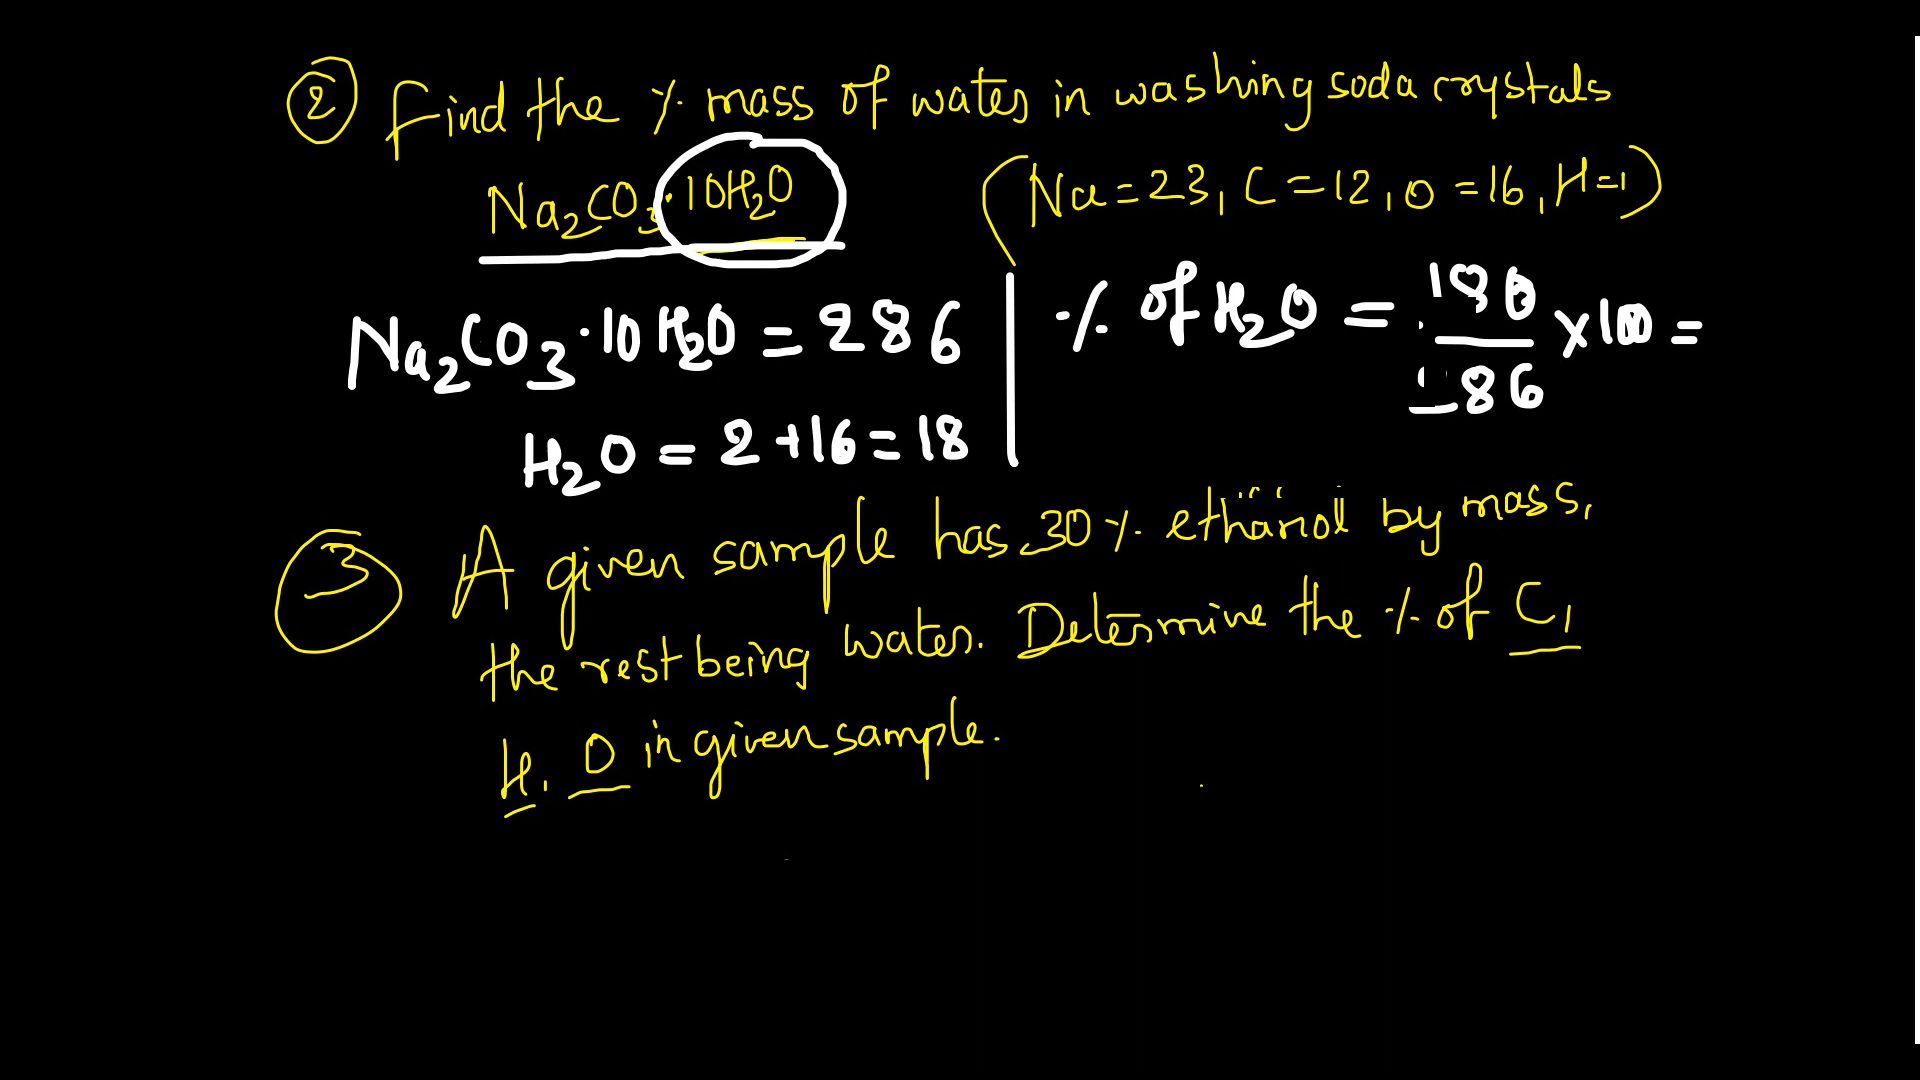 ② Find the % mass of water in washing soda crystals
Na₂CO₃·10H₂O (Na=23, C=12, O=16, H=1)
Na₂CO₃·10H₂O = 286
% of H₂O = 180/286 × 100 =
H₂O = 2+16=18
③ A given sample has 30% ethanol by mass,
the rest being water. Determine the % of C,
H, O in given sample.